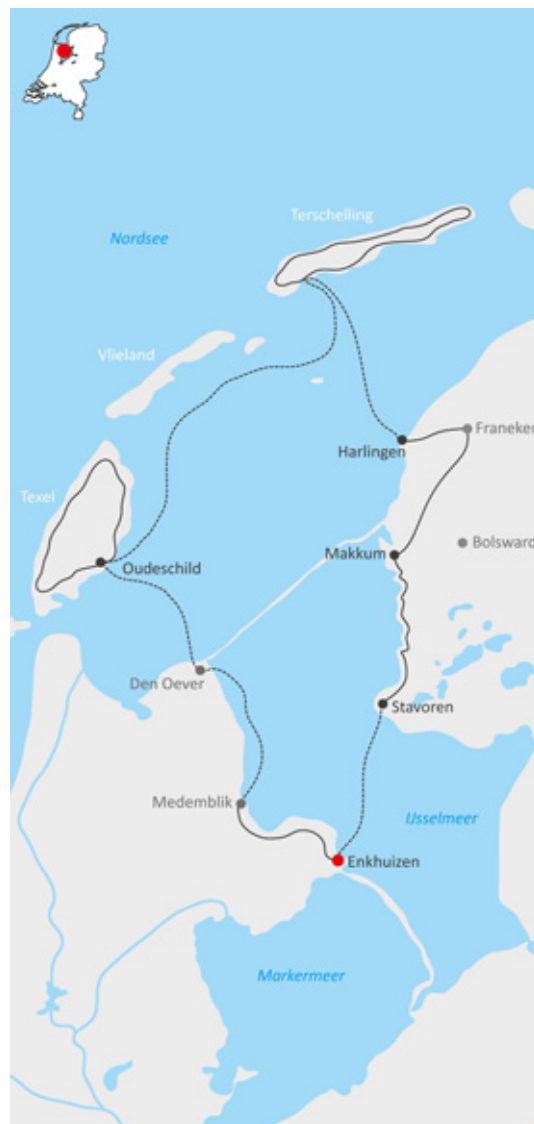 Terschelling
Nordsee
Vlieland
Franeker
Harlingen
Texel
Bolsward
Makkum
Oudeschild
Den Oever
Stavoren
Medemblik
IJsselmeer
Enkhuizen
Markermeer